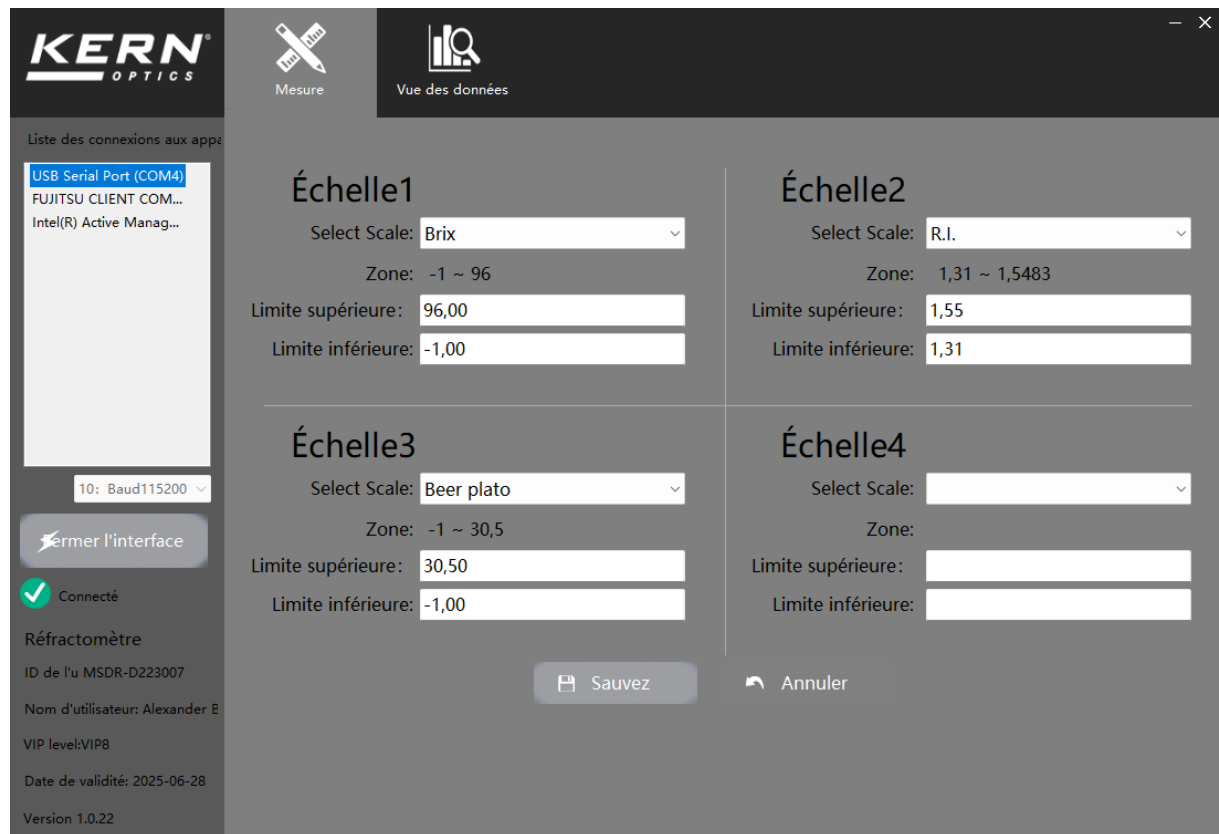 KERN
OPTICS
Mesure
Vue des données
Liste des connexions aux appa
USB Serial Port (COM4)
FUJITSU CLIENT COM...
Intel(R) Active Manag...
10: Baud115200
Fermer l'interface
Connecté
Réfractomètre
ID de l'u MSDR-D223007
Nom d'utilisateur: Alexander B
VIP level:VIP8
Date de validité: 2025-06-28
Version 1.0.22
Échelle1
Select Scale: Brix
Zone: -1 ~ 96
Limite supérieure: 96,00
Limite inférieure: -1,00
Échelle2
Select Scale: R.I.
Zone: 1,31 ~ 1,5483
Limite supérieure: 1,55
Limite inférieure: 1,31
Échelle3
Select Scale: Beer plato
Zone: -1 ~ 30,5
Limite supérieure: 30,50
Limite inférieure: -1,00
Échelle4
Select Scale:
Zone:
Limite supérieure:
Limite inférieure:
Sauvez
Annuler